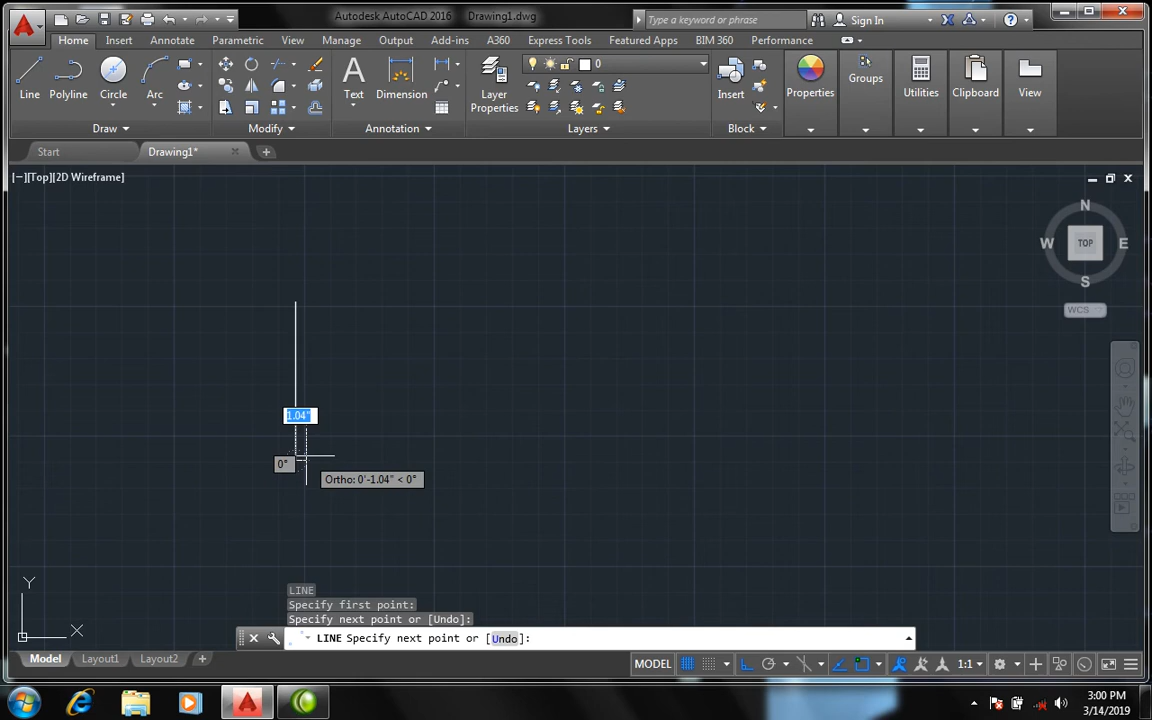 Autodesk AutoCAD 2016 Drawing1.dwg
Type a keyword or phrase
Sign In
Home Insert Annotate Parametric View Manage Output Add-ins A360 Express Tools Featured Apps BIM 360 Performance
Line Polyline Circle Arc Text Dimension Layer Properties 0 Insert Properties Groups Utilities Clipboard View
Draw Modify Annotation Layers Block
Start Drawing1*
[−][Top][2D Wireframe]
N
W TOP E
S
WCS
1.04"
0°
Ortho: 0'-1.04" < 0°
Y
X
LINE
Specify first point:
Specify next point or [Undo]:
LINE Specify next point or [Undo]:
Model Layout1 Layout2
MODEL 1:1
3:00 PM
3/14/2019